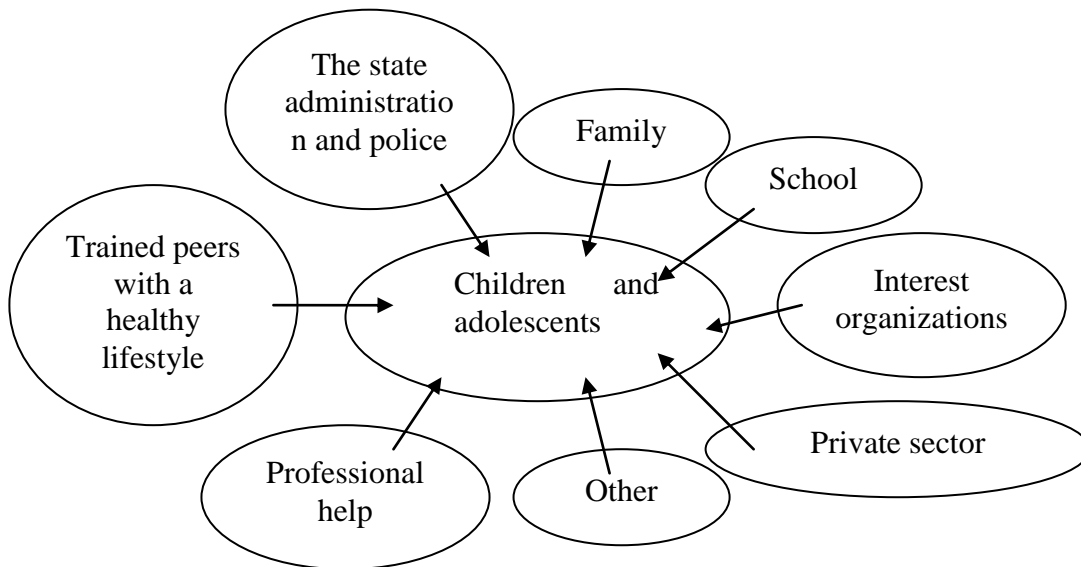 The state
administratio
n and police
Family
School
Trained peers
with a
healthy
lifestyle
Children and
adolescents
Interest
organizations
Private sector
Professional
help
Other